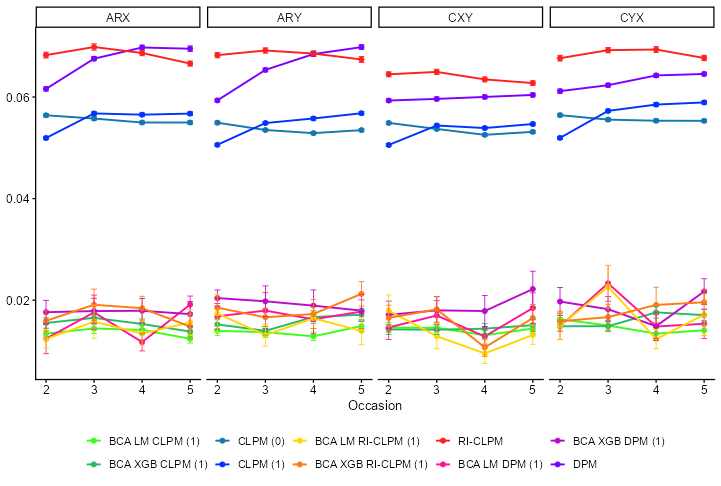 ARX ARY CXY CYX
0.06
0.04
0.02
2 3 4 5 2 3 4 5 2 3 4 5 2 3 4 5
Occasion
BCA LM CLPM (1) CLPM (0) BCA LM RI-CLPM (1) RI-CLPM BCA XGB DPM (1)
BCA XGB CLPM (1) CLPM (1) BCA XGB RI-CLPM (1) BCA LM DPM (1) DPM